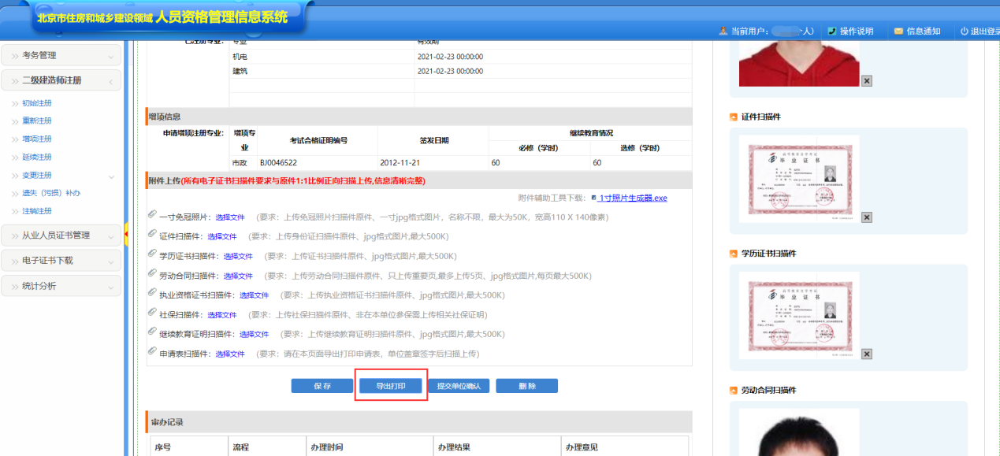 北京市住房和城乡建设领域 人员资格管理信息系统
当前用户： 个人） 操作说明 信息通知 退出登录
考务管理
二级建造师注册
初始注册
重新注册
增项注册
延续注册
变更注册
遗失（污损）补办
注销注册
从业人员证书管理
电子证书下载
统计分析
已注册专业： 专业 有效期
机电 2021-02-23 00:00:00
建筑 2021-02-23 00:00:00
增项信息
申请增项注册专业： 增项专业 考试合格证明编号 签发日期 继续教育情况
必修（学时） 选修（学时）
市政 BJ0046522 2012-11-21 60 60
附件上传(所有电子证书扫描件要求与原件1:1比例正向扫描上传,信息清晰完整)
附件辅助工具下载： 1寸照片生成器.exe
一寸免冠照片：选择文件 （要求：上传免冠照片扫描件原件、一寸jpg格式图片，名称不限，最大为50K，宽高110 X 140像素）
证件扫描件：选择文件 （要求：上传身份证扫描件原件、jpg格式图片,最大500K）
学历证书扫描件：选择文件 （要求：上传证书扫描件原件、jpg格式图片,最大500K）
劳动合同扫描件：选择文件 （要求：上传劳动合同扫描件原件、只上传重要页,最多上传5页、jpg格式图片,每页最大500K）
执业资格证书扫描件：选择文件 （要求：上传执业资格证书扫描件原件、jpg格式图片,最大500K）
社保扫描件：选择文件 （要求：上传社保扫描件原件、非在本单位参保需上传相关社保证明）
继续教育证明扫描件：选择文件 （要求：上传继续教育证明扫描件原件、jpg格式图片,最大500K）
申请表扫描件：选择文件 （要求：请在本页面导出打印申请表，单位盖章签字后扫描上传）
保 存 导出打印 提交单位确认 删 除
审办记录
序号 流程 办理时间 办理结果 办理意见
证件扫描件
毕 业 证 书
学历证书扫描件
毕 业 证 书
劳动合同扫描件